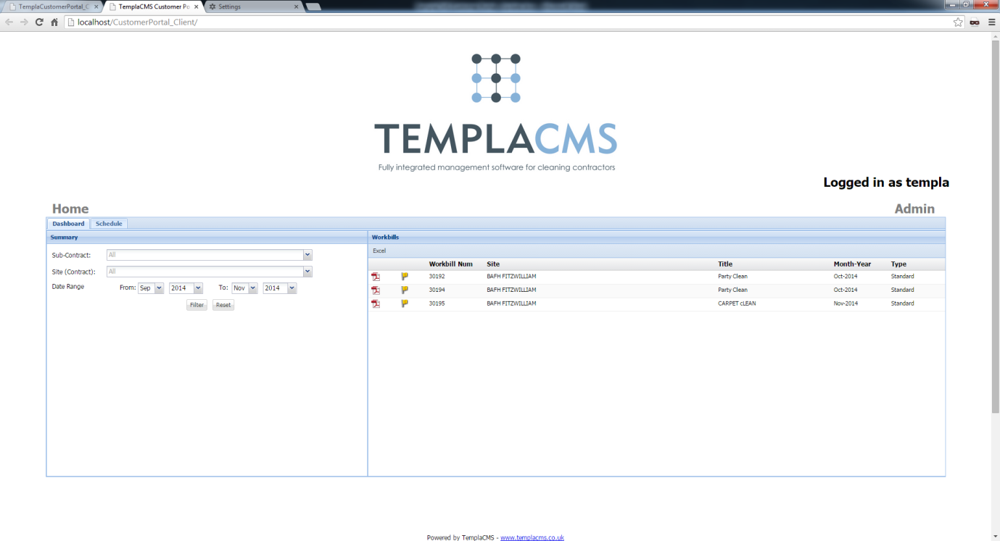 TemplaCustomerPortal_C
TemplaCMS Customer Po
Settings
localhost/CustomerPortal_Client/
TEMPLACMS
Fully integrated management software for cleaning contractors
Logged in as templa
Home Admin
Dashboard Schedule
Summary
Sub-Contract: All
Site (Contract): All
Date Range From: Sep 2014 To: Nov 2014
Filter Reset
Workbills
Excel
Workbill Num Site Title Month-Year Type
30192 BAFH FITZWILLIAM Party Clean Oct-2014 Standard
30194 BAFH FITZWILLIAM Party Clean Oct-2014 Standard
30195 BAFH FITZWILLIAM CARPET cLEAN Nov-2014 Standard
Powered by TemplaCMS - www.templacms.co.uk